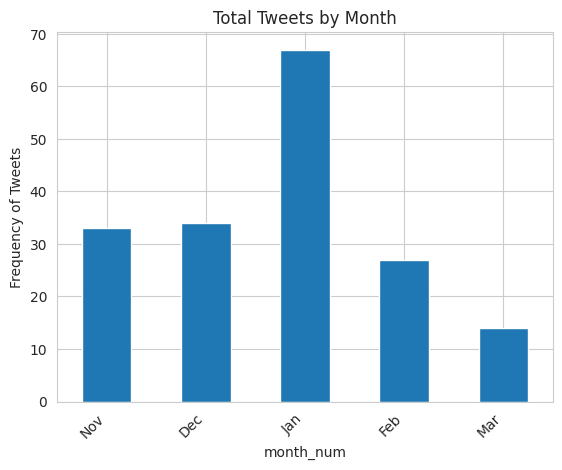 Total Tweets by Month
Frequency of Tweets
70
60
50
40
30
20
10
0
Nov
Dec
Jan
Feb
Mar
month_num